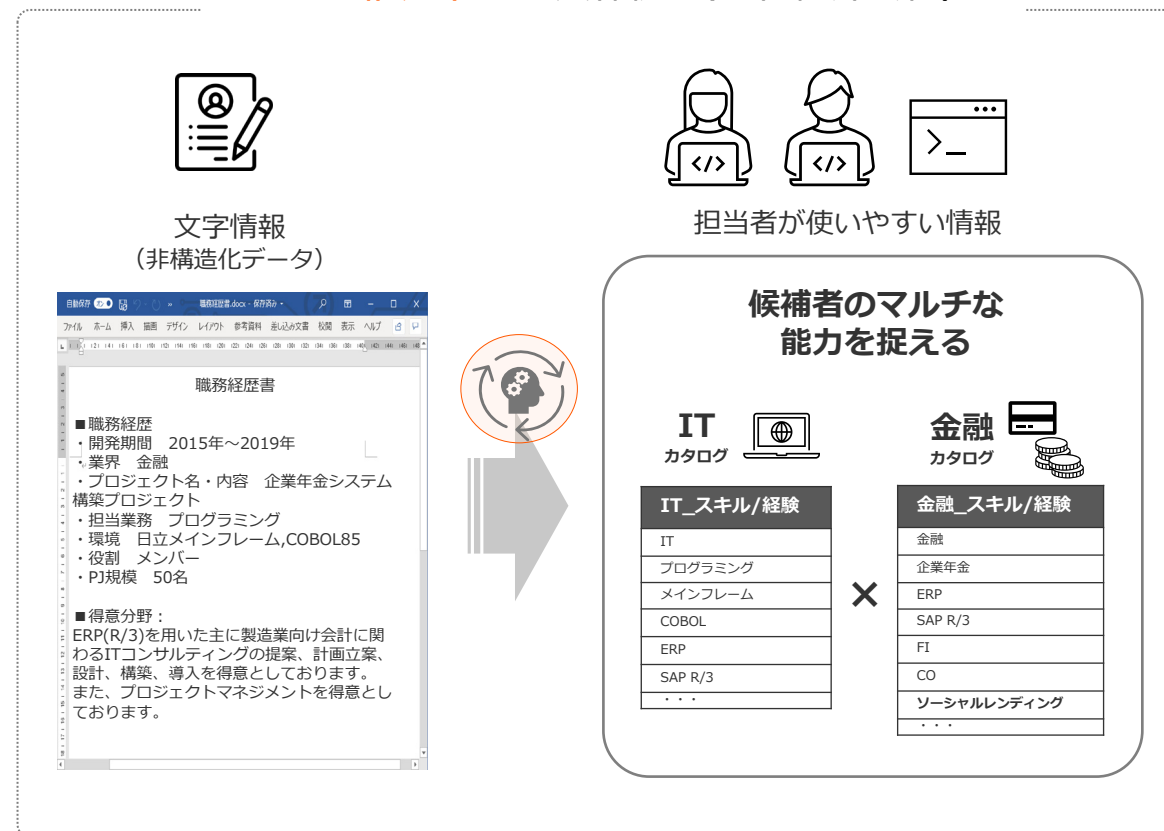 文字情報
（非構造化データ）
自動保存
職務経歴書.docx - 保存済み
ファイル ホーム 挿入 描画 デザイン レイアウト 参考資料 差し込み文書 校閲 表示 ヘルプ
職務経歴書
■職務経歴
・開発期間　2015年～2019年
・業界　金融
・プロジェクト名・内容　企業年金システム
構築プロジェクト
・担当業務　プログラミング
・環境　日立メインフレーム,COBOL85
・役割　メンバー
・PJ規模　50名
■得意分野：
ERP(R/3)を用いた主に製造業向け会計に関
わるITコンサルティングの提案、計画立案、
設計、構築、導入を得意としております。
また、プロジェクトマネジメントを得意とし
ております。
担当者が使いやすい情報
候補者のマルチな
能力を捉える
IT
カタログ
IT_スキル/経験
IT
プログラミング
メインフレーム
COBOL
ERP
SAP R/3
・・・
×
金融
カタログ
金融_スキル/経験
金融
企業年金
ERP
SAP R/3
FI
CO
ソーシャルレンディング
・・・